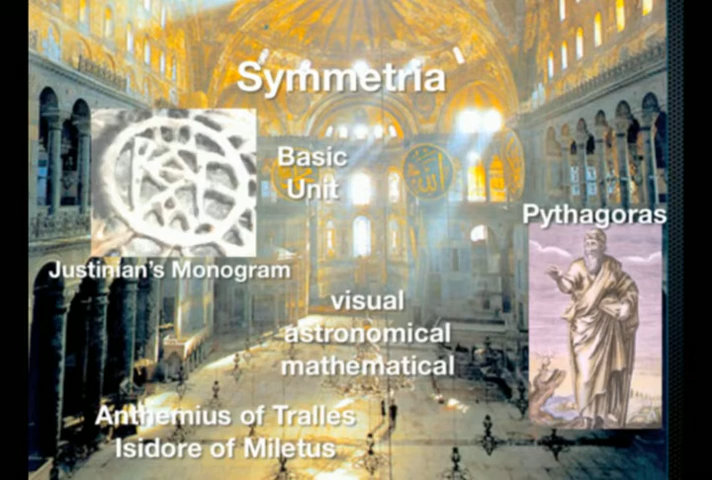 Symmetria
Basic
Unit
Pythagoras
Justinian's Monogram
visual
astronomical
mathematical
Anthemius of Tralles
Isidore of Miletus